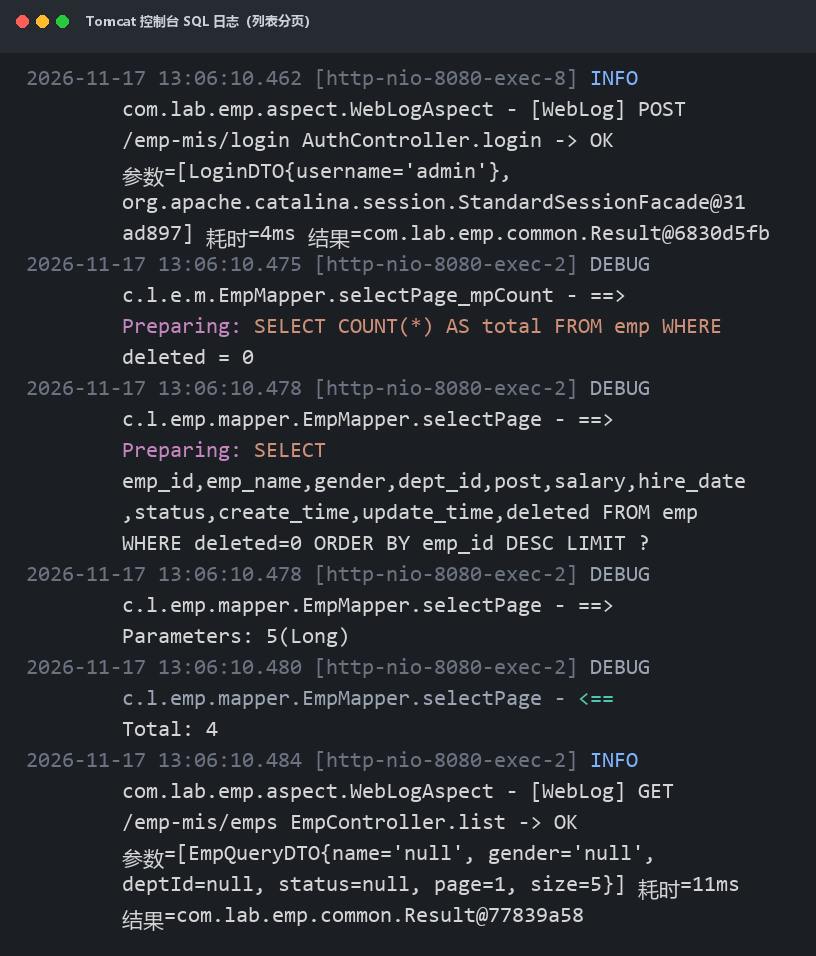 Tomcat 控制台 SQL 日志 (列表分页)
2026-11-17 13:06:10.462 [http-nio-8080-exec-8] INFO
com.lab.emp.aspect.WebLogAspect - [WebLog] POST
/emp-mis/login AuthController.login -> OK
参数=[LoginDTO{username='admin'},
org.apache.catalina.session.StandardSessionFacade@31
ad897] 耗时=4ms 结果=com.lab.emp.common.Result@6830d5fb
2026-11-17 13:06:10.475 [http-nio-8080-exec-2] DEBUG
c.l.e.m.EmpMapper.selectPage_mpCount - ==>
Preparing: SELECT COUNT(*) AS total FROM emp WHERE
deleted = 0
2026-11-17 13:06:10.478 [http-nio-8080-exec-2] DEBUG
c.l.emp.mapper.EmpMapper.selectPage - ==>
Preparing: SELECT
emp_id,emp_name,gender,dept_id,post,salary,hire_date
,status,create_time,update_time,deleted FROM emp
WHERE deleted=0 ORDER BY emp_id DESC LIMIT ?
2026-11-17 13:06:10.478 [http-nio-8080-exec-2] DEBUG
c.l.emp.mapper.EmpMapper.selectPage - ==>
Parameters: 5(Long)
2026-11-17 13:06:10.480 [http-nio-8080-exec-2] DEBUG
c.l.emp.mapper.EmpMapper.selectPage - <==
Total: 4
2026-11-17 13:06:10.484 [http-nio-8080-exec-2] INFO
com.lab.emp.aspect.WebLogAspect - [WebLog] GET
/emp-mis/emps EmpController.list -> OK
参数=[EmpQueryDTO{name='null', gender='null',
deptId=null, status=null, page=1, size=5}] 耗时=11ms
结果=com.lab.emp.common.Result@77839a58